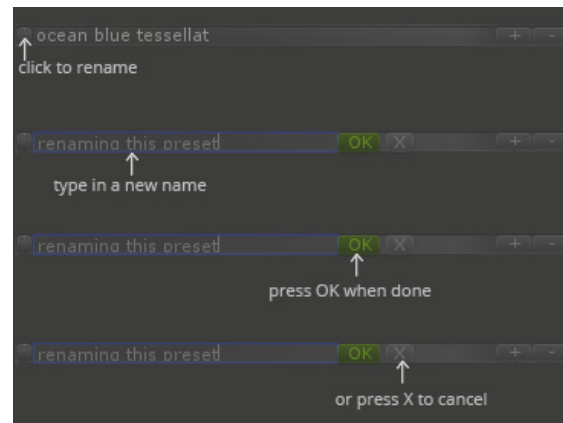 ocean blue tessellat + -
click to rename
renaming this preset OK X + -
type in a new name
renaming this preset OK X + -
press OK when done
renaming this preset OK X + -
or press X to cancel